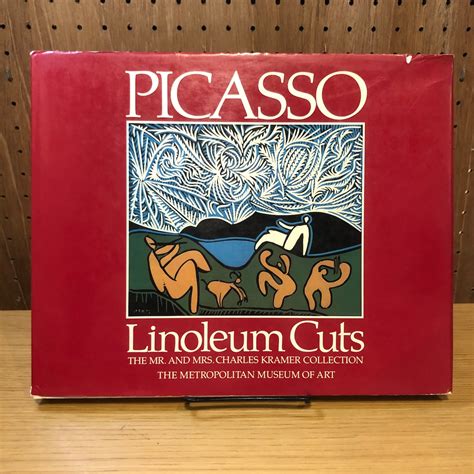 PICASSO
Linoleum Cuts
THE MR. AND MRS. CHARLES KRAMER COLLECTION
THE METROPOLITAN MUSEUM OF ART